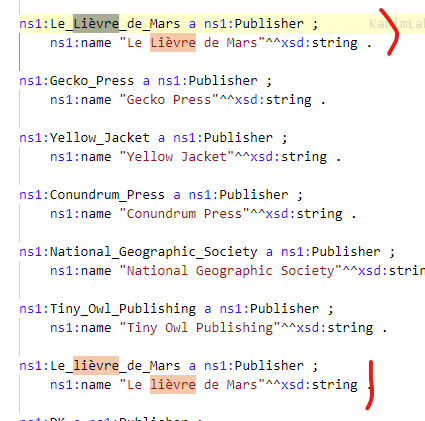 ns1:Le_Lièvre_de_Mars a ns1:Publisher ;
ns1:name "Le Lièvre de Mars"^^xsd:string .
ns1:Gecko_Press a ns1:Publisher ;
ns1:name "Gecko Press"^^xsd:string .
ns1:Yellow_Jacket a ns1:Publisher ;
ns1:name "Yellow Jacket"^^xsd:string .
ns1:Conundrum_Press a ns1:Publisher ;
ns1:name "Conundrum Press"^^xsd:string .
ns1:National_Geographic_Society a ns1:Publisher ;
ns1:name "National Geographic Society"^^xsd:strin
ns1:Tiny_Owl_Publishing a ns1:Publisher ;
ns1:name "Tiny Owl Publishing"^^xsd:string .
ns1:Le_lièvre_de_Mars a ns1:Publisher ;
ns1:name "Le lièvre de Mars"^^xsd:string .
ns1:DK a ns1:Publisher ;